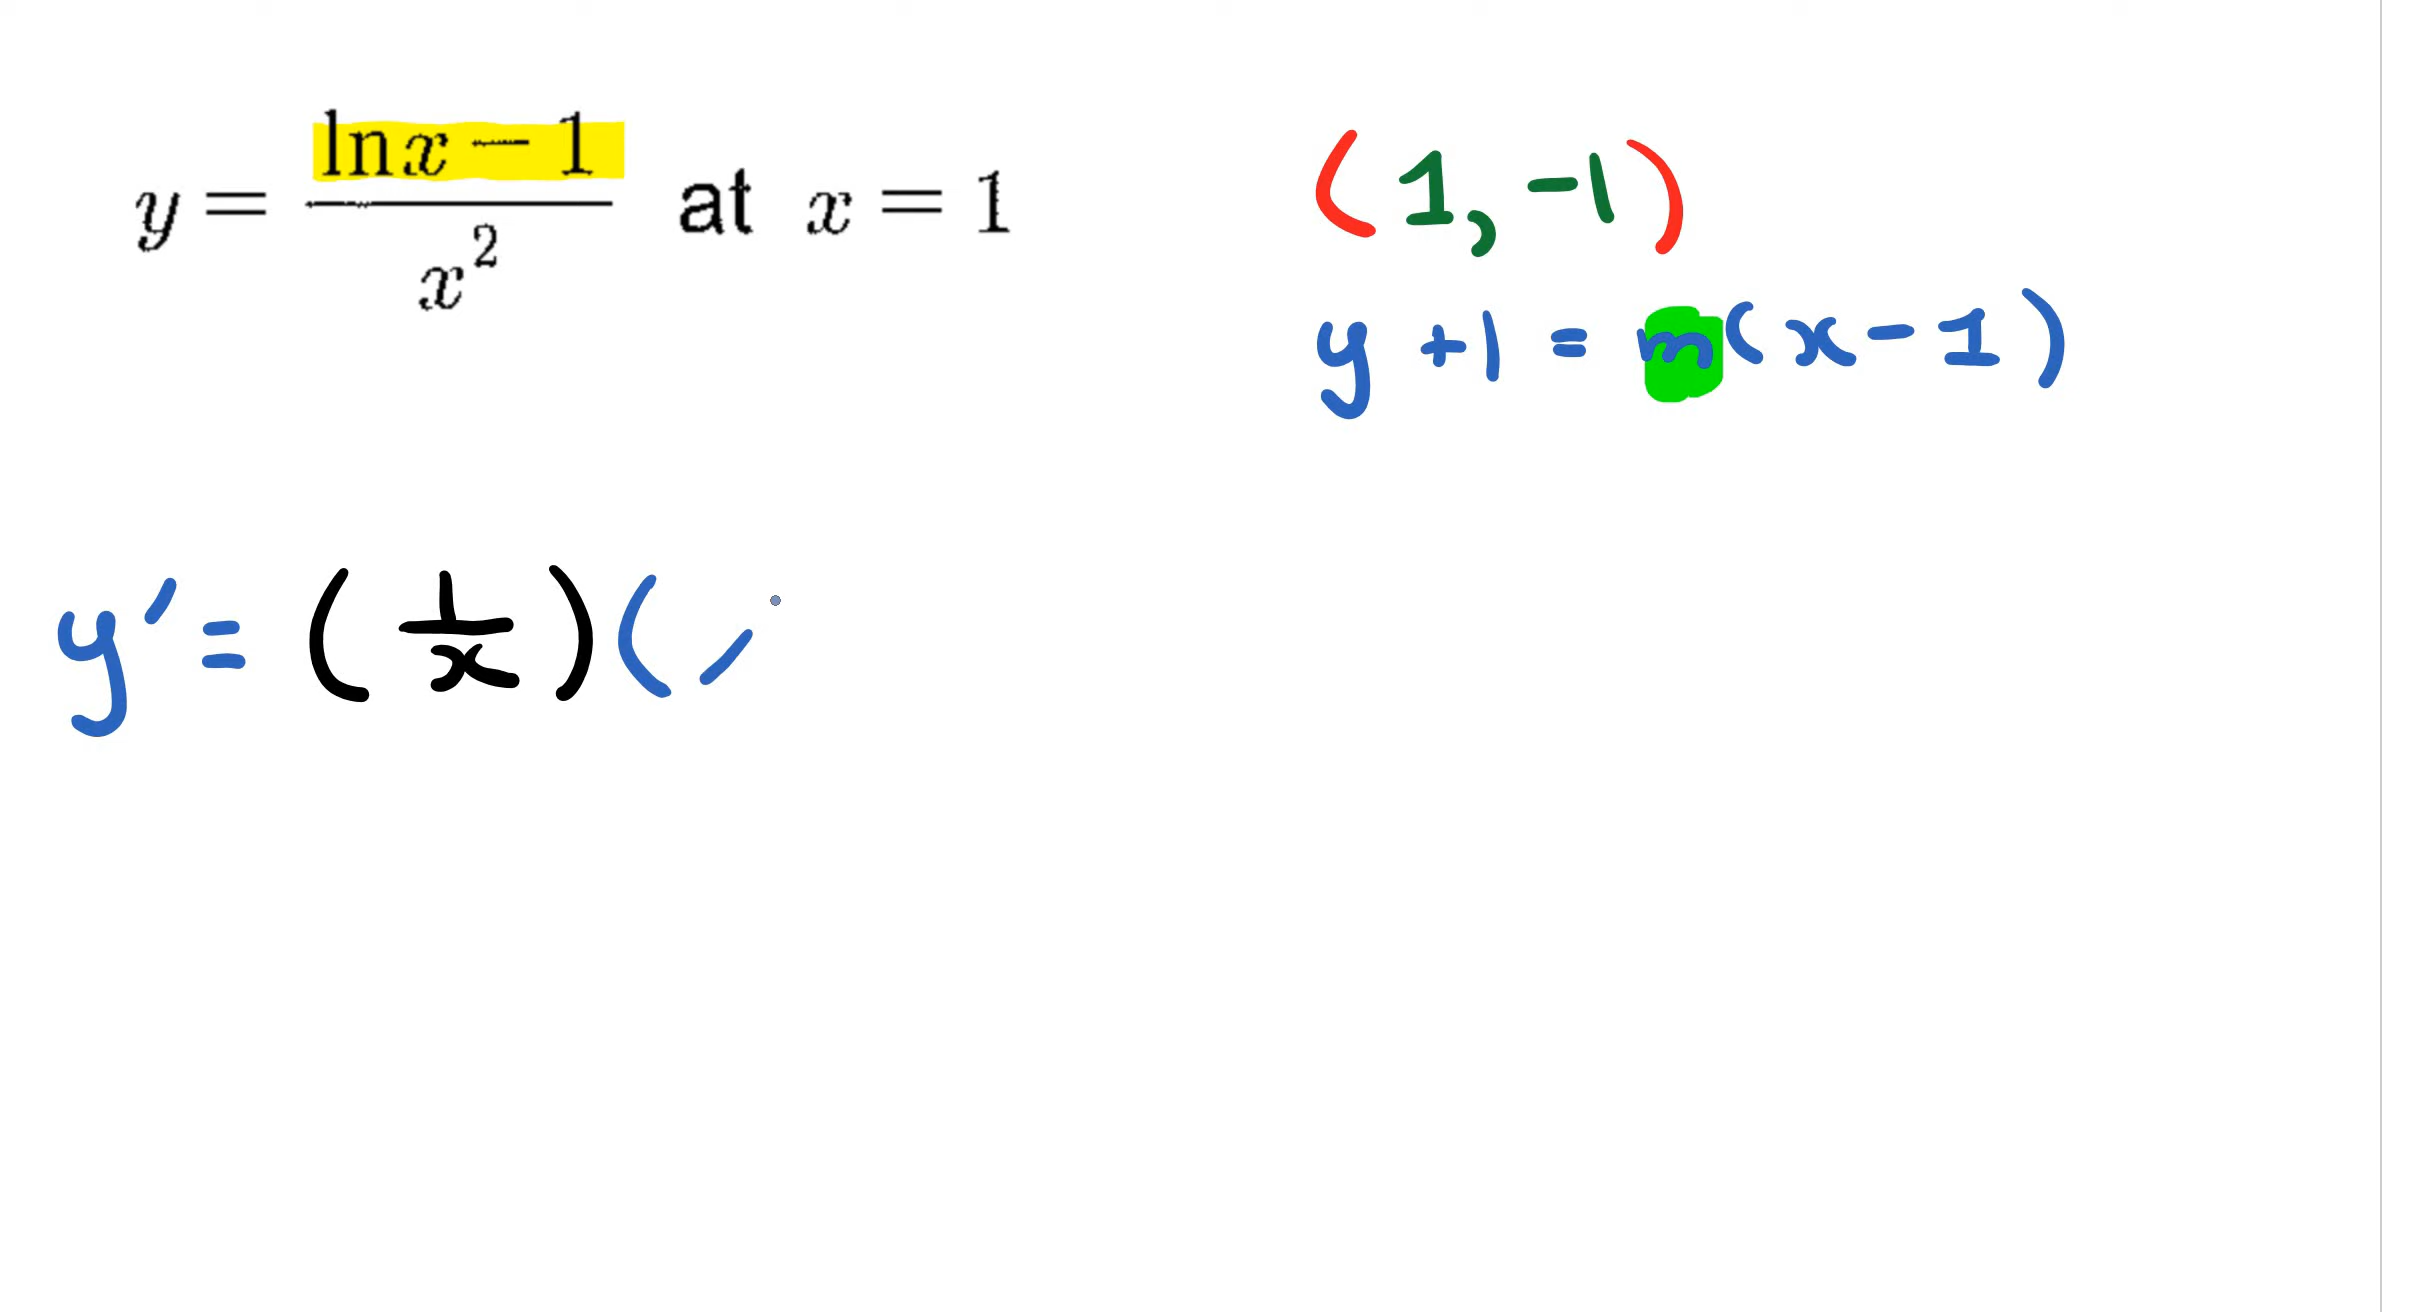 y = (ln x − 1) / x² at x = 1
(1, -1)
y + 1 = m(x - 1)
y' = (1/x)(